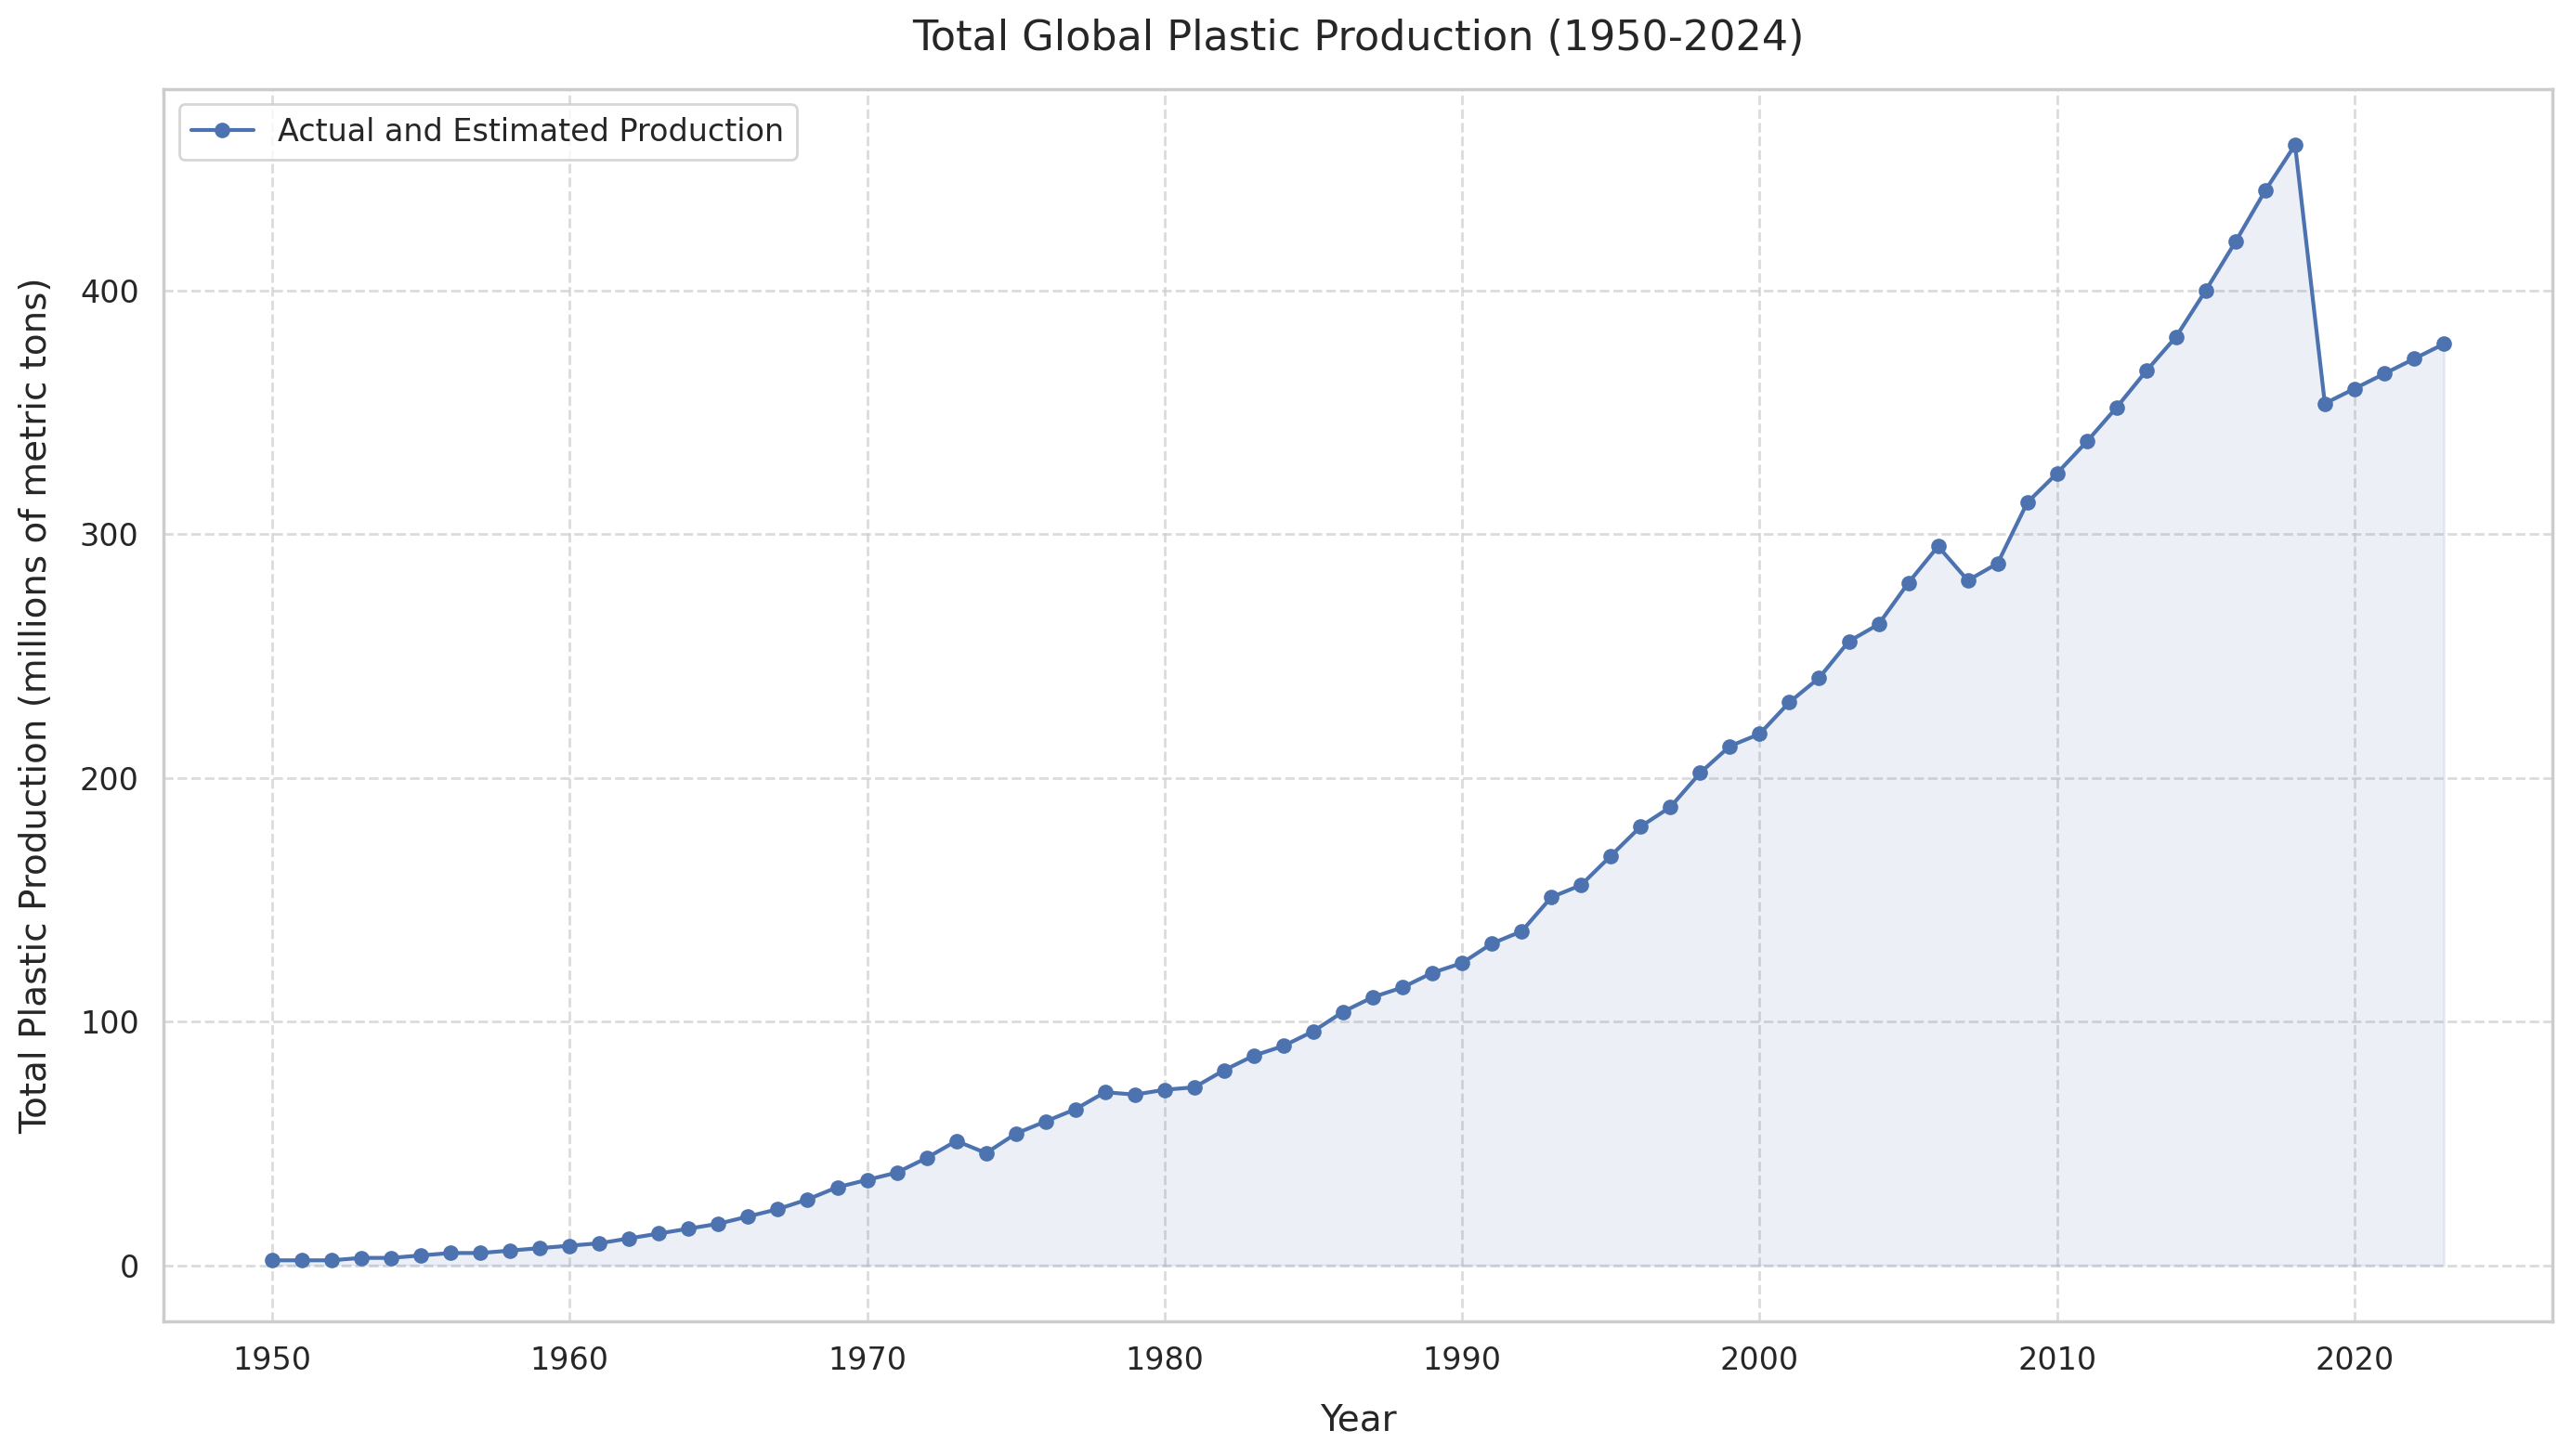 Total Global Plastic Production (1950-2024)
Actual and Estimated Production
Total Plastic Production (millions of metric tons)
400
300
200
100
0
1950 1960 1970 1980 1990 2000 2010 2020
Year